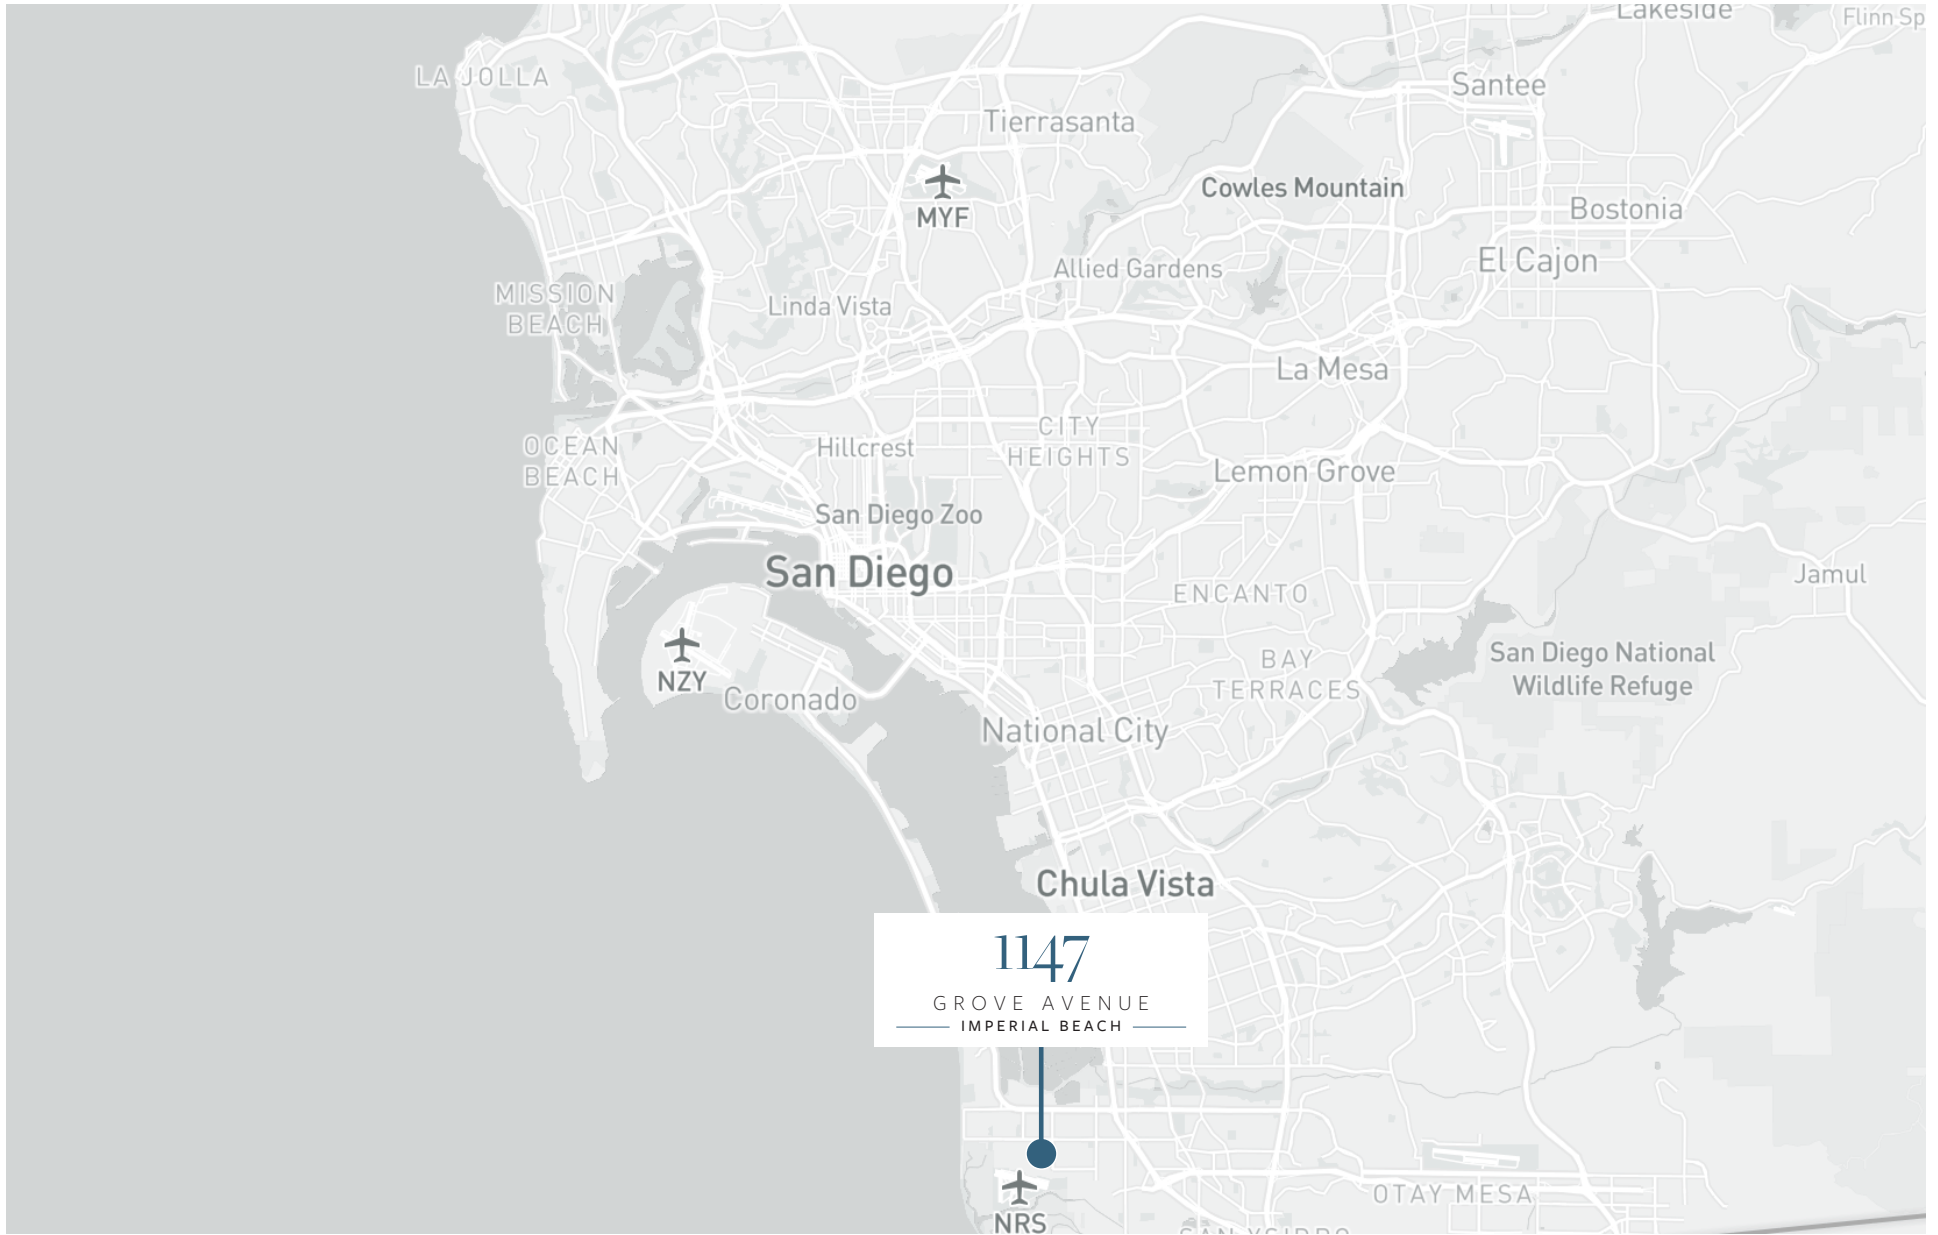 Lakeside
Flinn Sp
LA JOLLA
Santee
Tierrasanta
Cowles Mountain
MYF
Bostonia
El Cajon
Allied Gardens
MISSION
BEACH
Linda Vista
La Mesa
CITY
HEIGHTS
OCEAN
BEACH
Hillcrest
Lemon Grove
San Diego Zoo
San Diego
Jamul
ENCANTO
San Diego National
Wildlife Refuge
BAY
TERRACES
NZY
Coronado
National City
Chula Vista
1147
GROVE AVENUE
IMPERIAL BEACH
OTAY MESA
NRS
SAN YSIDRO